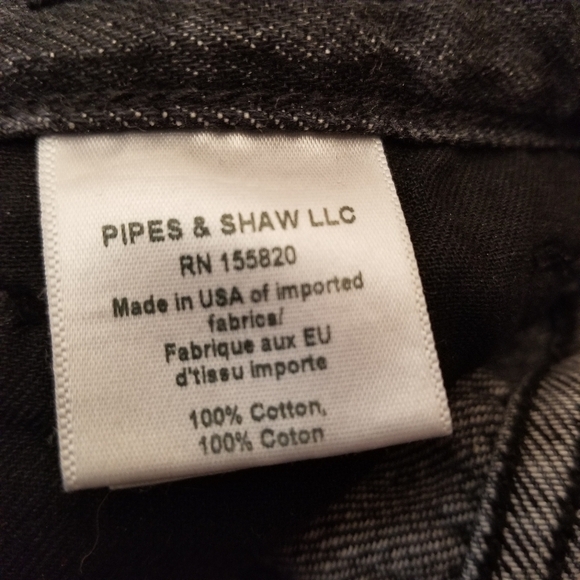 PIPES & SHAW LLC
RN 155820
Made in USA of imported
fabrics/
Fabrique aux EU
d'tissu importe
100% Cotton,
100% Coton